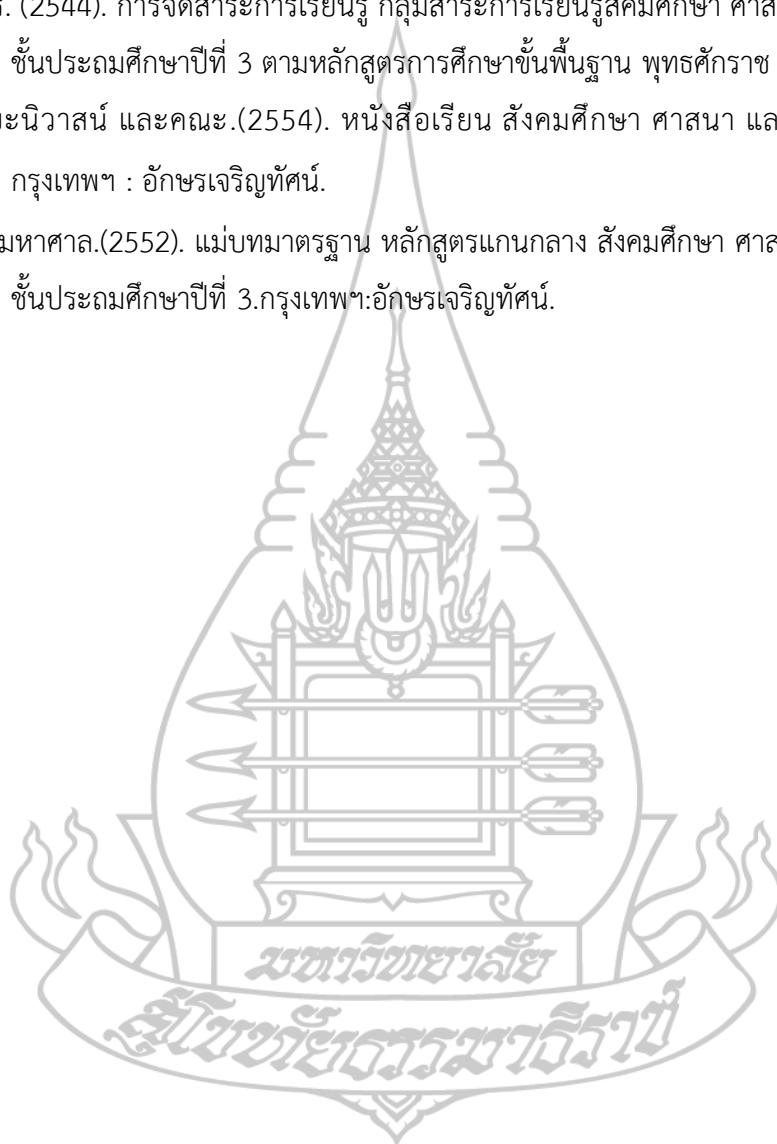 ร. (2544). การจัดสาระการเรียนรู้ กลุ่มสาระการเรียนรู้สังคมศึกษา ศาส
ชั้นประถมศึกษาปีที่ 3 ตามหลักสูตรการศึกษาขั้นพื้นฐาน พุทธศักราช
ยะนิวาสน์ และคณะ.(2554). หนังสือเรียน สังคมศึกษา ศาสนา และ
กรุงเทพฯ : อักษรเจริญทัศน์.
มหาศาล.(2552). แม่บทมาตรฐาน หลักสูตรแกนกลาง สังคมศึกษา ศาส
ชั้นประถมศึกษาปีที่ 3.กรุงเทพฯ:อักษรเจริญทัศน์.
มหาวิทยาลัย
สุโขทัยธรรมาธิราช